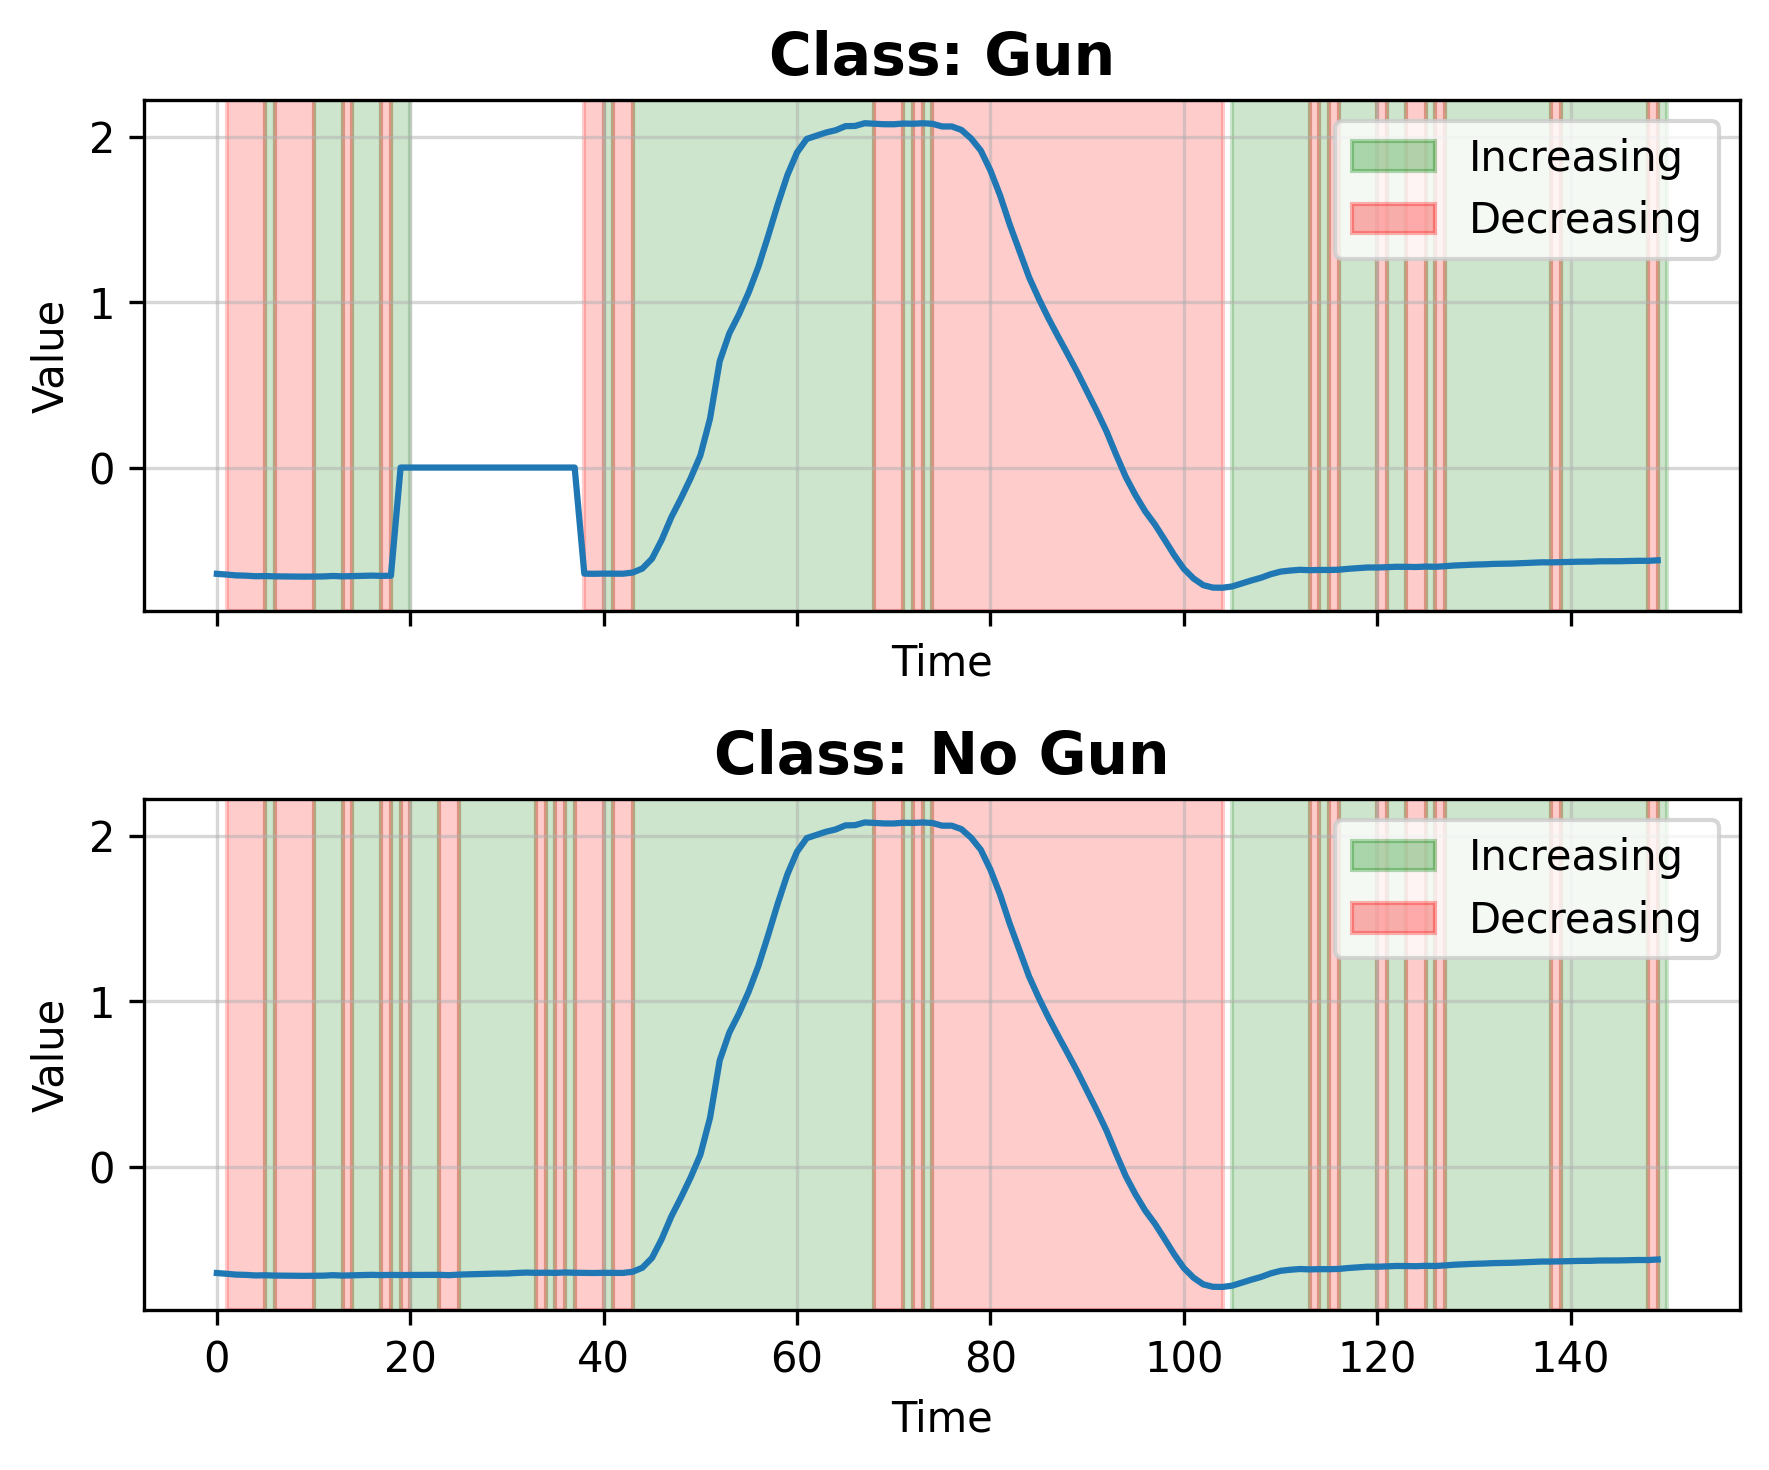 Class: Gun
2
1
0
Value
Increasing
Decreasing
Time
Class: No Gun
2
1
0
Value
Increasing
Decreasing
0 20 40 60 80 100 120 140
Time